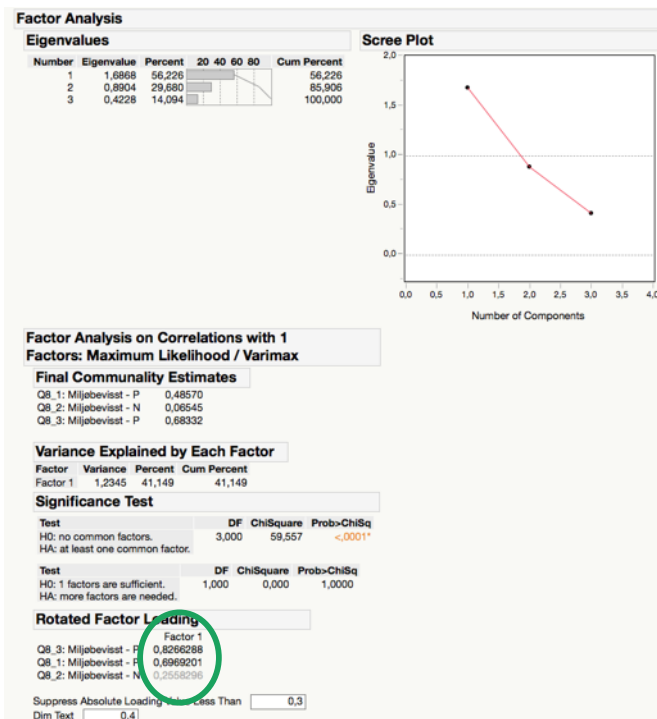 Factor Analysis
Eigenvalues
Number Eigenvalue Percent 20 40 60 80 Cum Percent
1 1,6868 56,226 56,226
2 0,8904 29,680 85,906
3 0,4228 14,094 100,000
Scree Plot
2,0
1,5
1,0
0,5
0,0
Eigenvalue
0,0 0,5 1,0 1,5 2,0 2,5 3,0 3,5 4,0
Number of Components
Factor Analysis on Correlations with 1
Factors: Maximum Likelihood / Varimax
Final Communality Estimates
Q8_1: Miljøbevisst - P 0,48570
Q8_2: Miljøbevisst - N 0,06545
Q8_3: Miljøbevisst - P 0,68332
Variance Explained by Each Factor
Factor Variance Percent Cum Percent
Factor 1 1,2345 41,149 41,149
Significance Test
Test DF ChiSquare Prob>ChiSq
H0: no common factors. 3,000 59,557 <,0001*
HA: at least one common factor.
Test DF ChiSquare Prob>ChiSq
H0: 1 factors are sufficient. 1,000 0,000 1,0000
HA: more factors are needed.
Rotated Factor Loading
Factor 1
Q8_3: Miljøbevisst - P 0,8266288
Q8_1: Miljøbevisst - P 0,6969201
Q8_2: Miljøbevisst - N 0,2558296
Suppress Absolute Loading Value Less Than 0,3
Dim Text 0,4